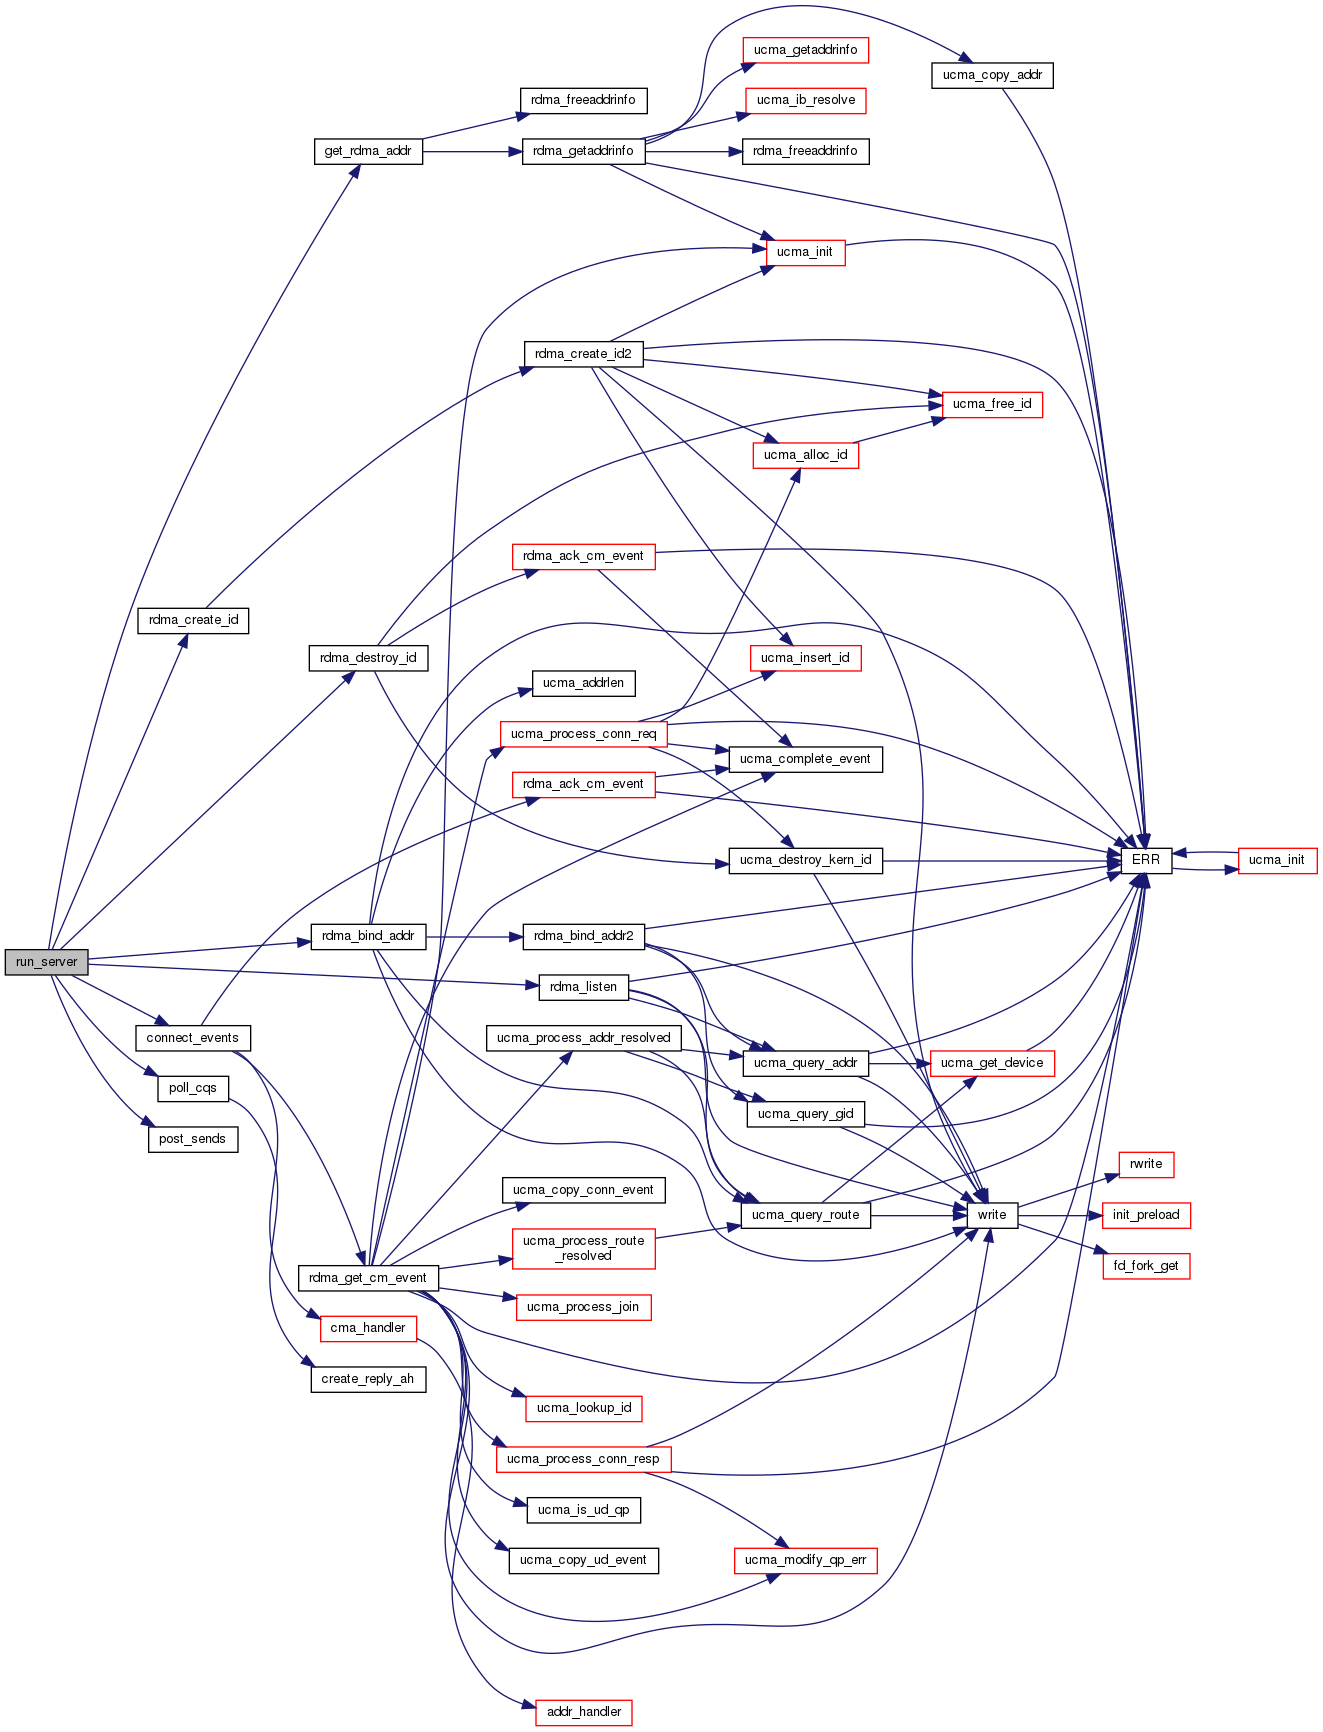 ucma_getaddrinfo
ucma_copy_addr
rdma_freeaddrinfo
ucma_ib_resolve
get_rdma_addr
rdma_getaddrinfo
rdma_freeaddrinfo
ucma_init
rdma_create_id2
ucma_free_id
ucma_alloc_id
rdma_ack_cm_event
rdma_create_id
rdma_destroy_id
ucma_insert_id
ucma_addrlen
ucma_process_conn_req
ucma_complete_event
rdma_ack_cm_event
ucma_destroy_kern_id
ERR
ucma_init
rdma_bind_addr
rdma_bind_addr2
run_server
rdma_listen
connect_events
ucma_process_addr_resolved
ucma_query_addr
ucma_get_device
poll_cqs
ucma_query_gid
post_sends
rwrite
ucma_copy_conn_event
ucma_query_route
write
init_preload
ucma_process_route
_resolved
fd_fork_get
rdma_get_cm_event
ucma_process_join
cma_handler
create_reply_ah
ucma_lookup_id
ucma_process_conn_resp
ucma_is_ud_qp
ucma_copy_ud_event
ucma_modify_qp_err
addr_handler